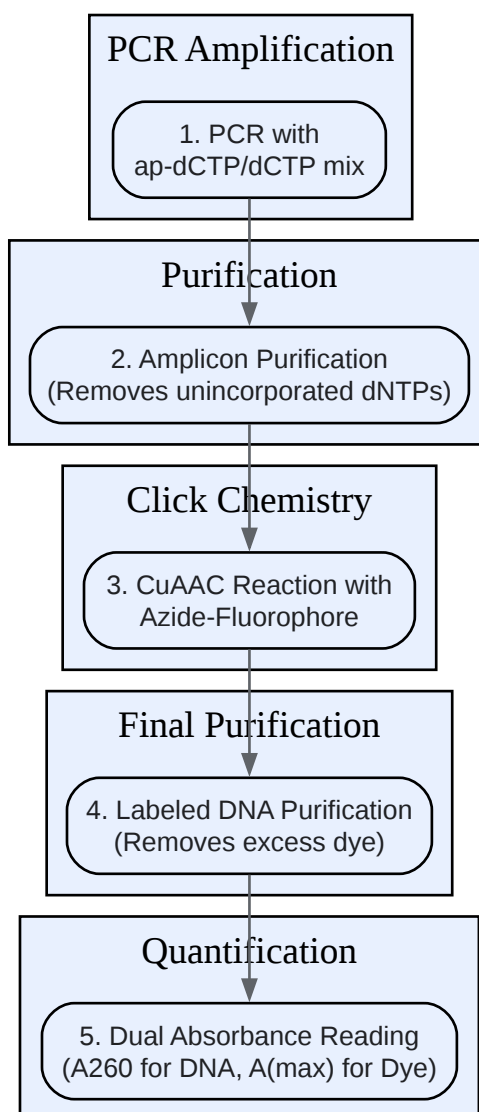 PCR Amplification
1. PCR with
ap-dCTP/dCTP mix
Purification
2. Amplicon Purification
(Removes unincorporated dNTPs)
Click Chemistry
3. CuAAC Reaction with
Azide-Fluorophore
Final Purification
4. Labeled DNA Purification
(Removes excess dye)
Quantification
5. Dual Absorbance Reading
(A260 for DNA, A(max) for Dye)